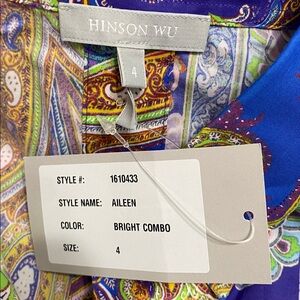 HINSON WU
4
STYLE #: 1610433
STYLE NAME: AILEEN
COLOR: BRIGHT COMBO
SIZE: 4